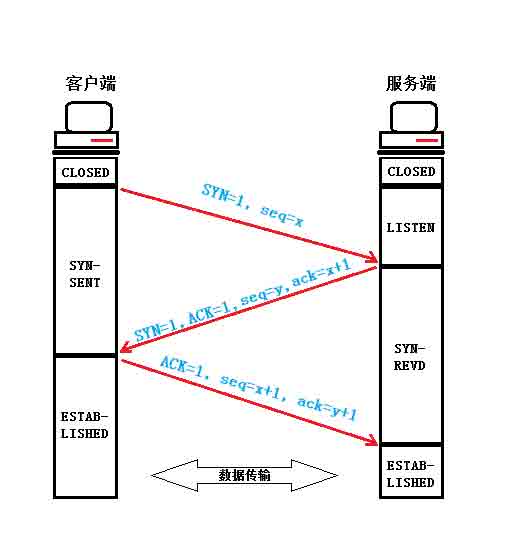 客户端
服务端
CLOSED
CLOSED
SYN=1, seq=x
LISTEN
SYN-
SENT
SYN=1,ACK=1,seq=y,ack=x+1
SYN-
REVD
ACK=1, seq=x+1, ack=y+1
ESTAB-
LISHED
数据传输
ESTAB-
LISHED